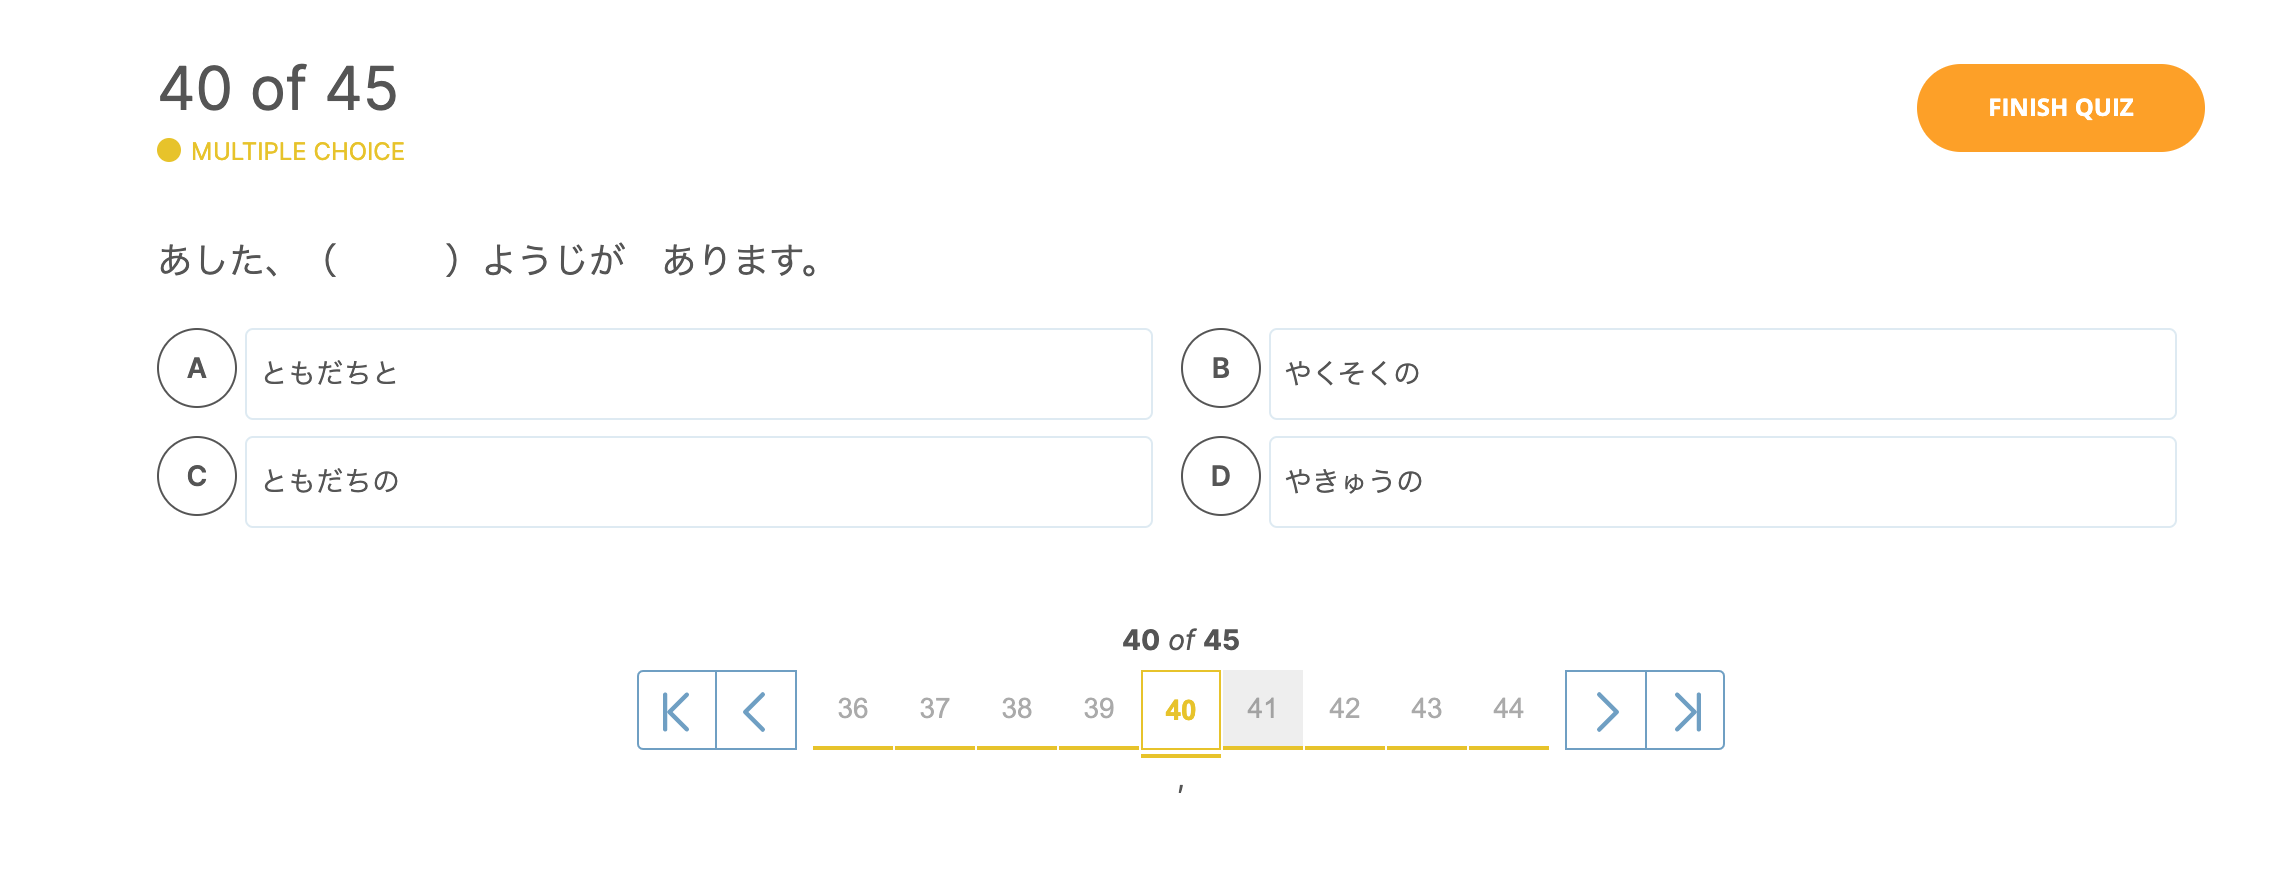 40 of 45
FINISH QUIZ
MULTIPLE CHOICE
あした、（　　　）ようじが　あります。
A ともだちと
B やくそくの
C ともだちの
D やきゅうの
40 of 45
36 37 38 39 40 41 42 43 44
,